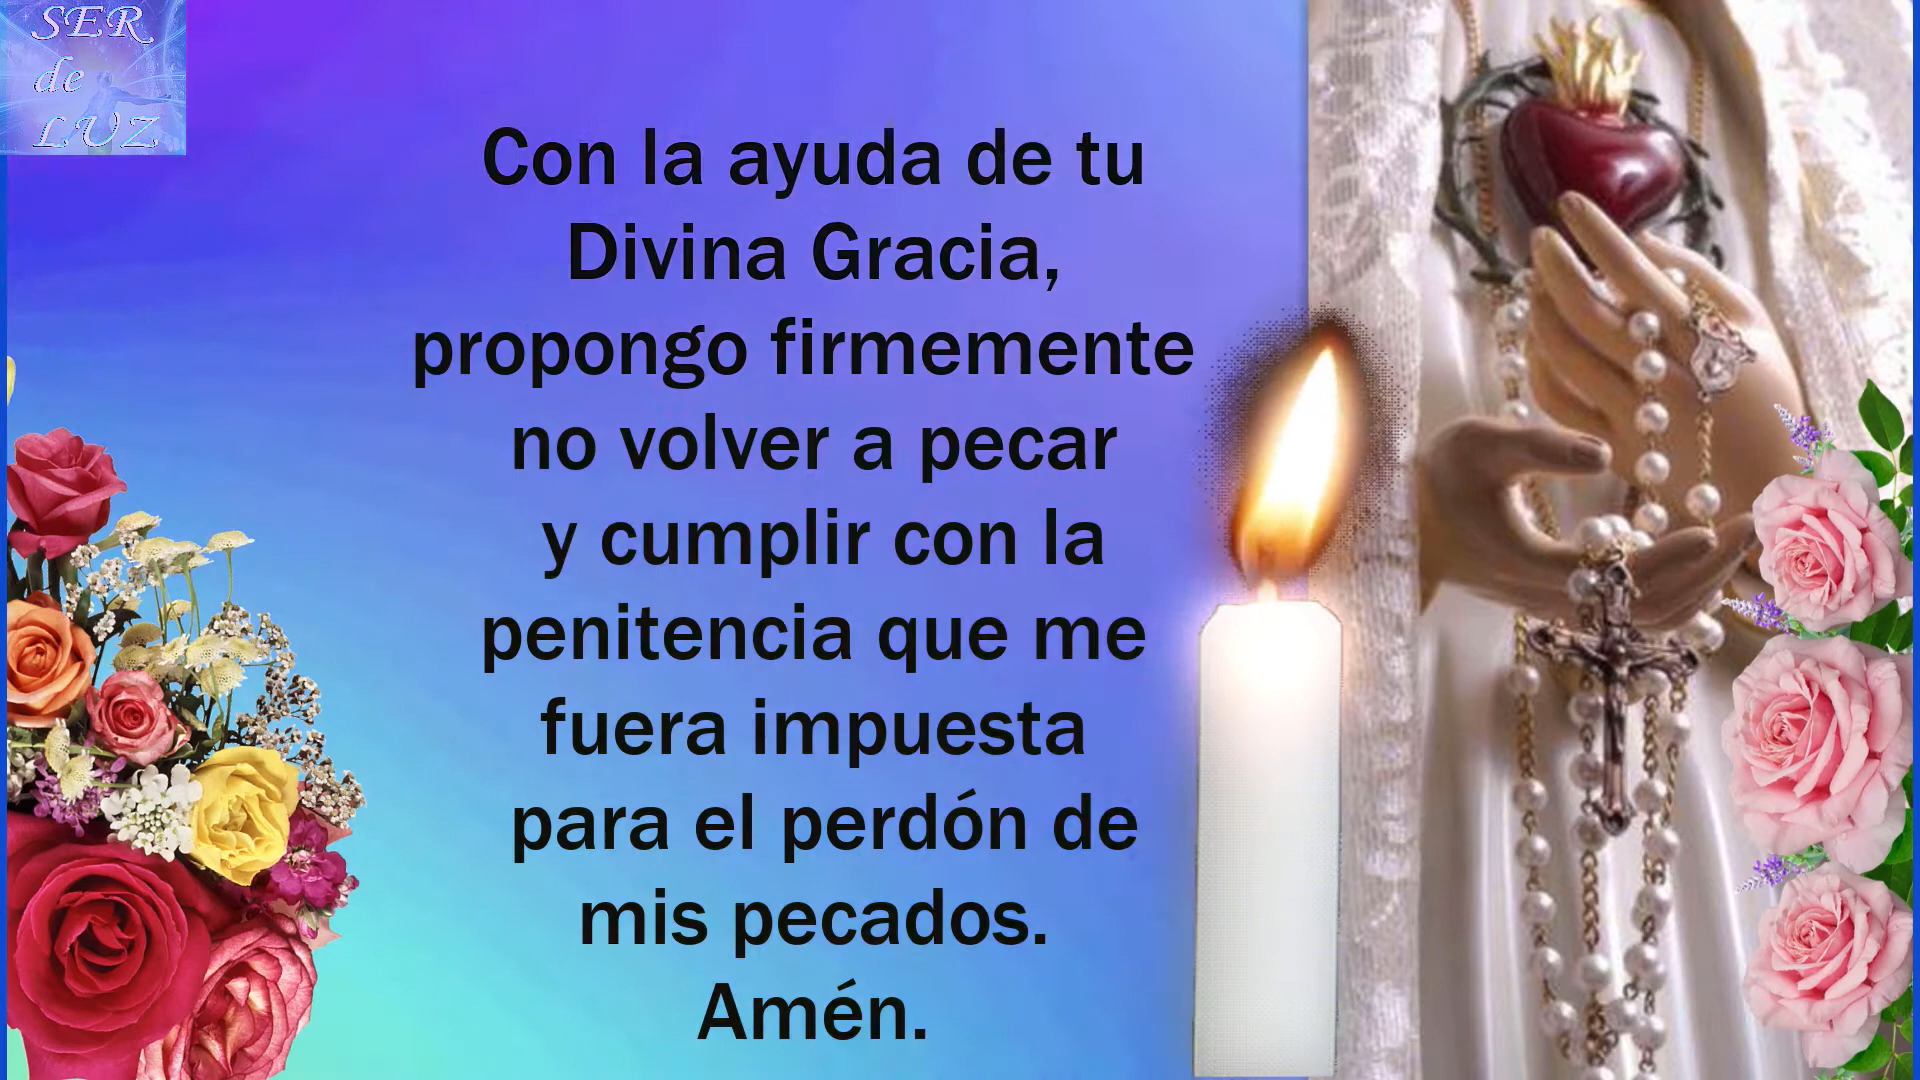 SER
de
LUZ
Con la ayuda de tu
Divina Gracia,
propongo firmemente
no volver a pecar
y cumplir con la
penitencia que me
fuera impuesta
para el perdón de
mis pecados.
Amén.